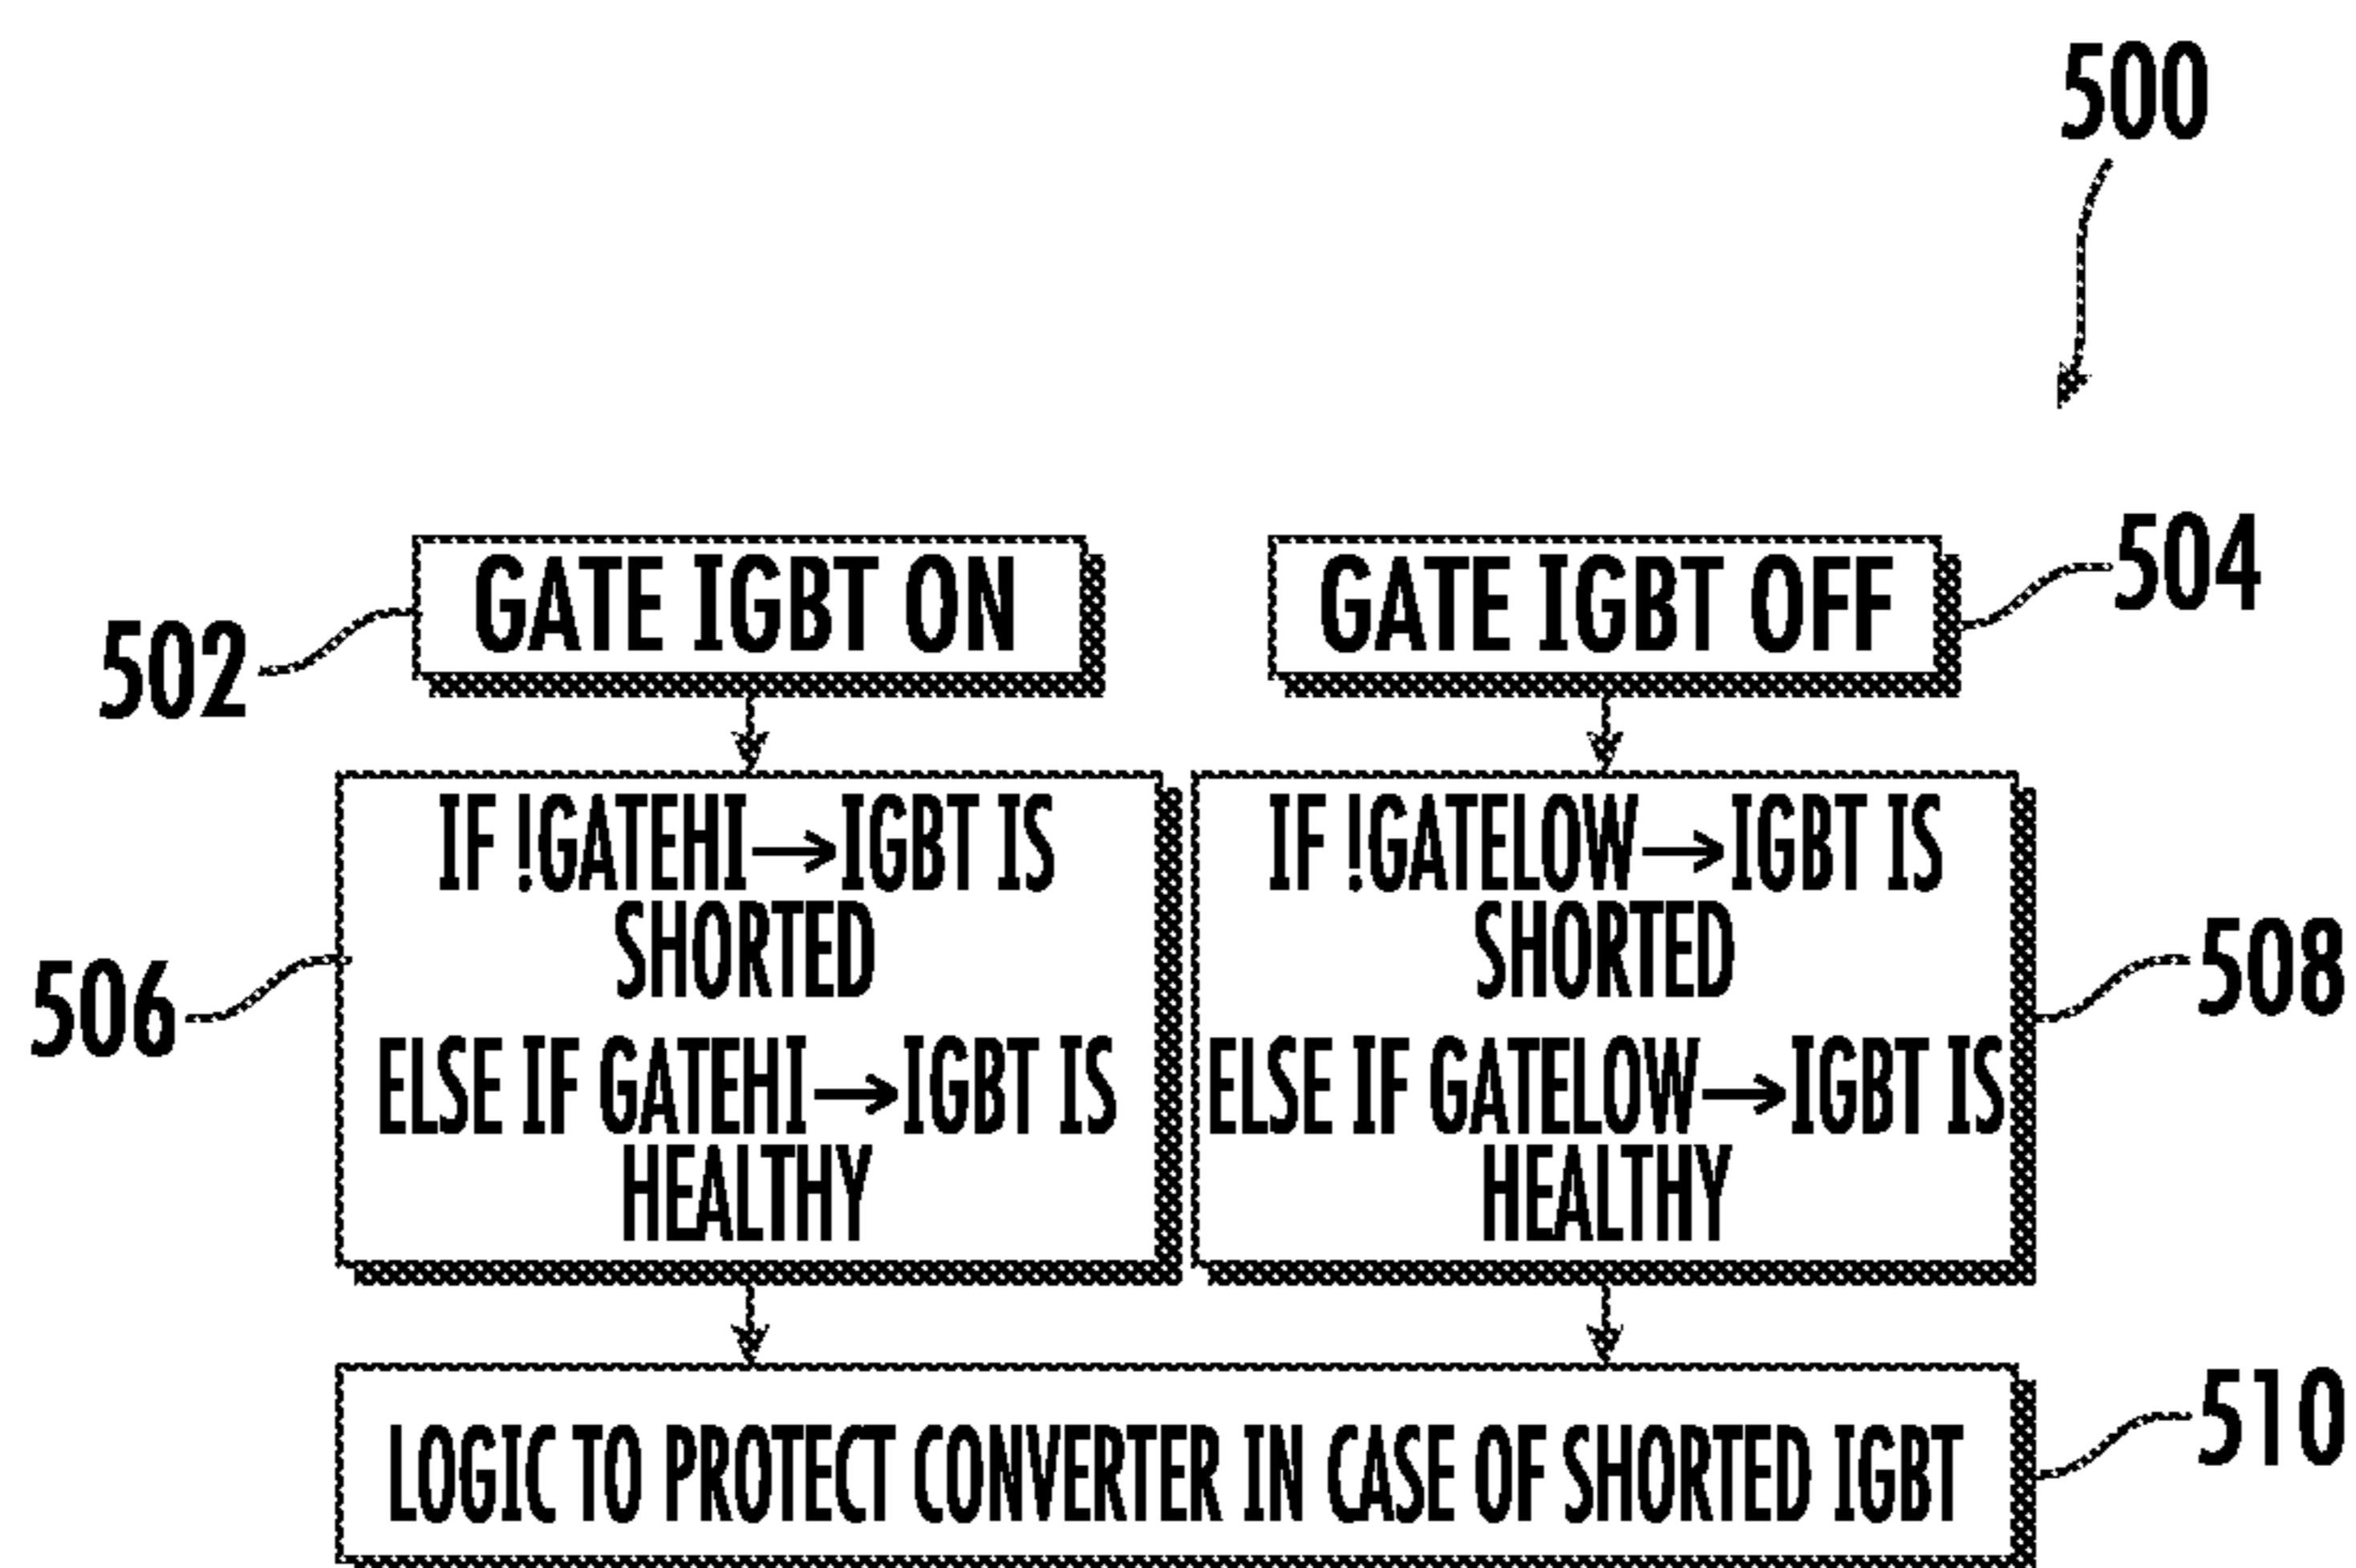 500
GATE IGBT ON
GATE IGBT OFF
504
502
IF !GATEHI→IGBT IS
SHORTED
ELSE IF GATEHI→IGBT IS
HEALTHY
506
IF !GATELOW→IGBT IS
SHORTED
ELSE IF GATELOW→IGBT IS
HEALTHY
508
LOGIC TO PROTECT CONVERTER IN CASE OF SHORTED IGBT
510